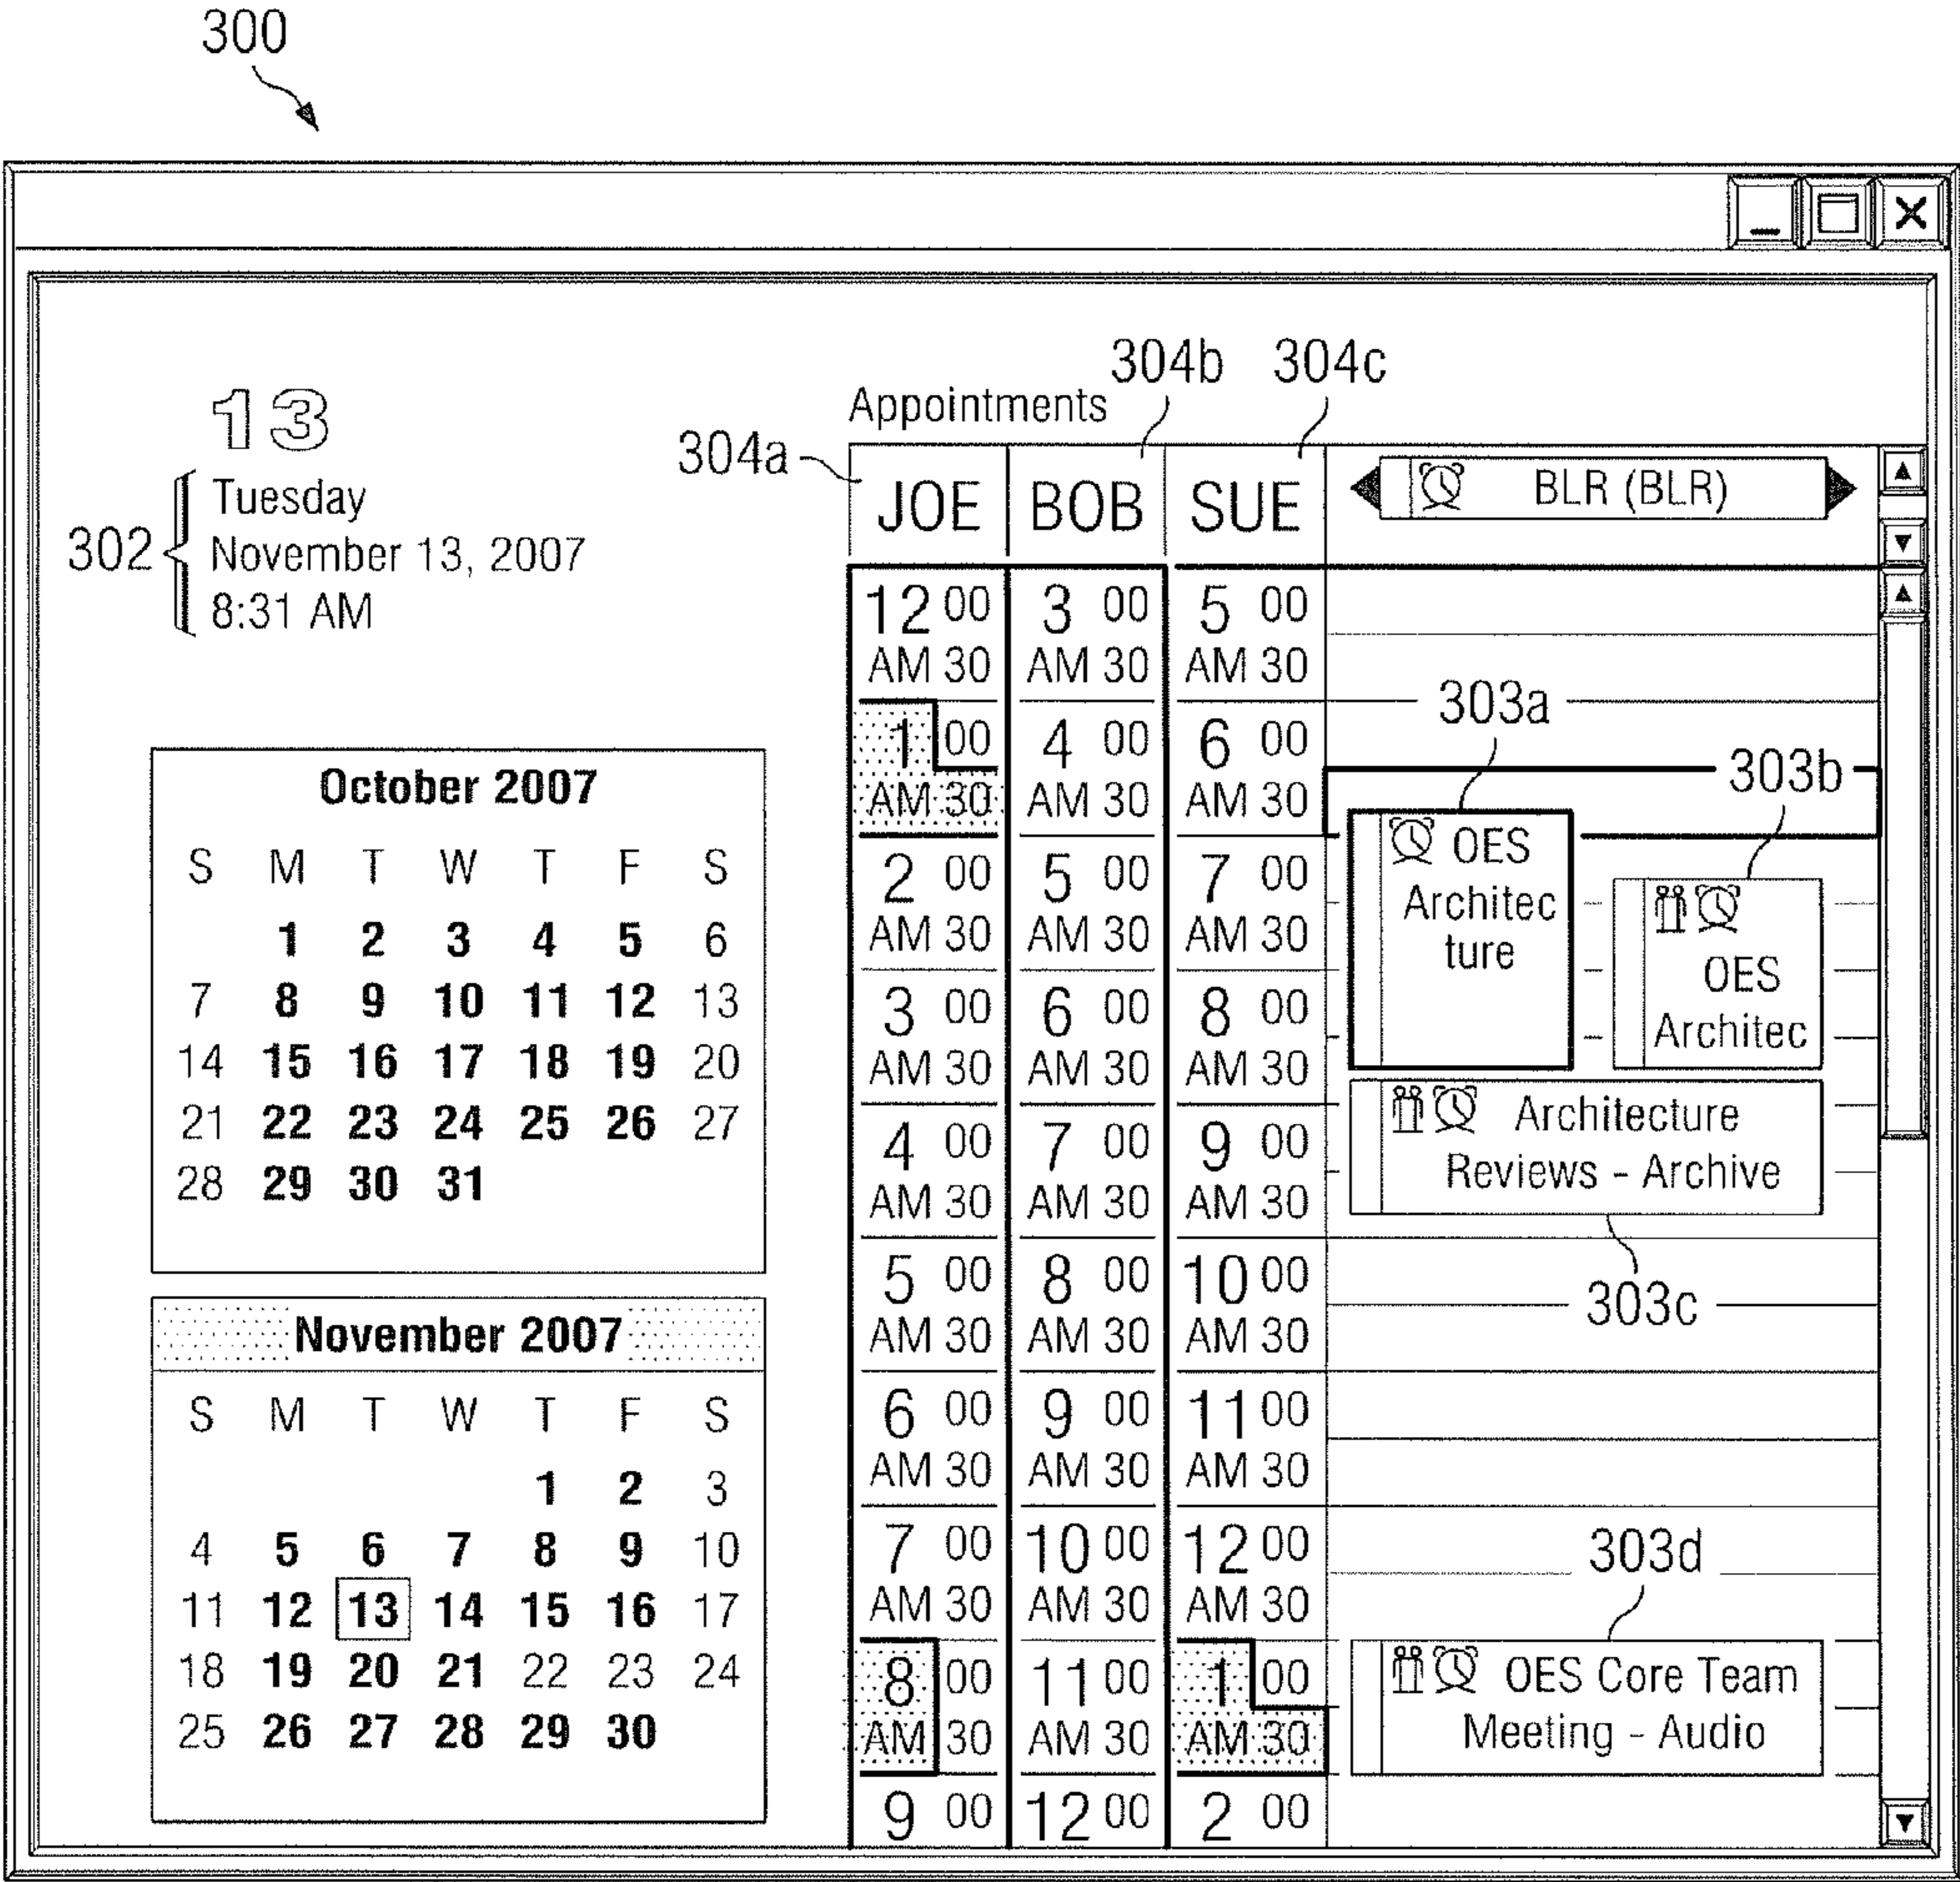 300
13
302
Tuesday
November 13, 2007
8:31 AM
October 2007
S M T W T F S
1 2 3 4 5 6
7 8 9 10 11 12 13
14 15 16 17 18 19 20
21 22 23 24 25 26 27
28 29 30 31
November 2007
S M T W T F S
1 2 3
4 5 6 7 8 9 10
11 12 13 14 15 16 17
18 19 20 21 22 23 24
25 26 27 28 29 30
304b 304c
Appointments
304a
JOE BOB SUE BLR (BLR)
12 00 3 00 5 00
AM 30 AM 30 AM 30
1 00 4 00 6 00
AM 30 AM 30 AM 30
2 00 5 00 7 00
AM 30 AM 30 AM 30
3 00 6 00 8 00
AM 30 AM 30 AM 30
4 00 7 00 9 00
AM 30 AM 30 AM 30
5 00 8 00 10 00
AM 30 AM 30 AM 30
6 00 9 00 11 00
AM 30 AM 30 AM 30
7 00 10 00 12 00
AM 30 AM 30 AM 30
8 00 11 00 1 00
AM 30 AM 30 AM 30
9 00 12 00 2 00
303a
303b
OES
Architec
ture
OES
Architec
Architecture
Reviews - Archive
303c
303d
OES Core Team
Meeting - Audio